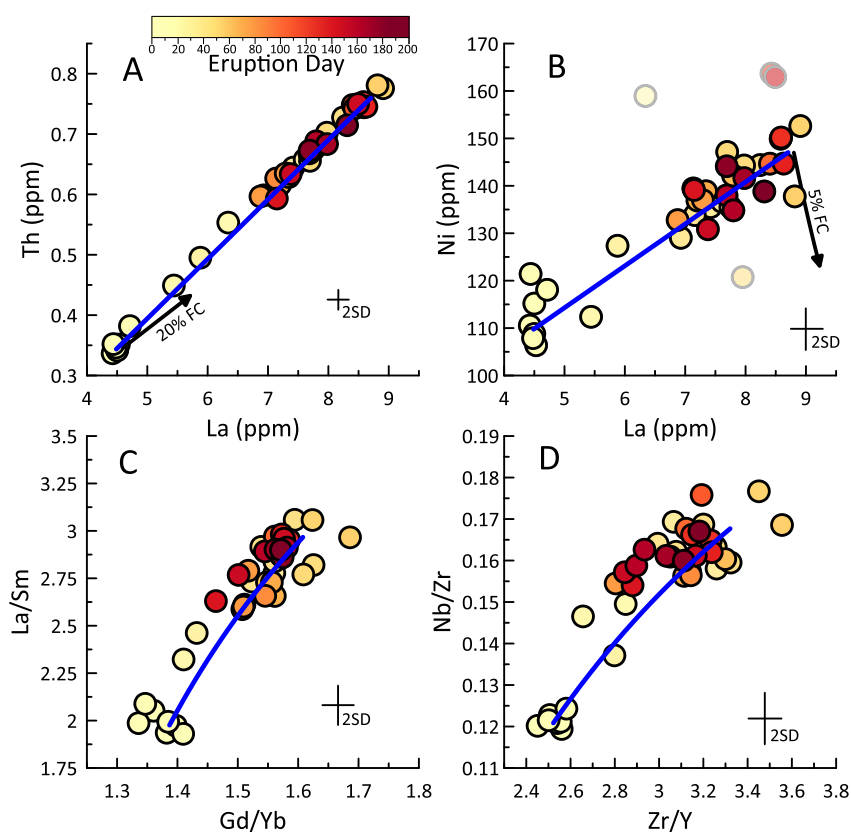 0 20 40 60 80 100 120 140 160 180 200
Eruption Day
A
Th (ppm)
0.8
0.7
0.6
0.5
0.4
0.3
20% FC
2SD
4 5 6 7 8 9
La (ppm)
B
Ni (ppm)
170
160
150
140
130
120
110
100
5% FC
2SD
4 5 6 7 8 9
La (ppm)
C
La/Sm
3.5
3.25
3
2.75
2.5
2.25
2
1.75
2SD
1.3 1.4 1.5 1.6 1.7 1.8
Gd/Yb
D
Nb/Zr
0.19
0.18
0.17
0.16
0.15
0.14
0.13
0.12
0.11
2SD
2.4 2.6 2.8 3 3.2 3.4 3.6 3.8
Zr/Y